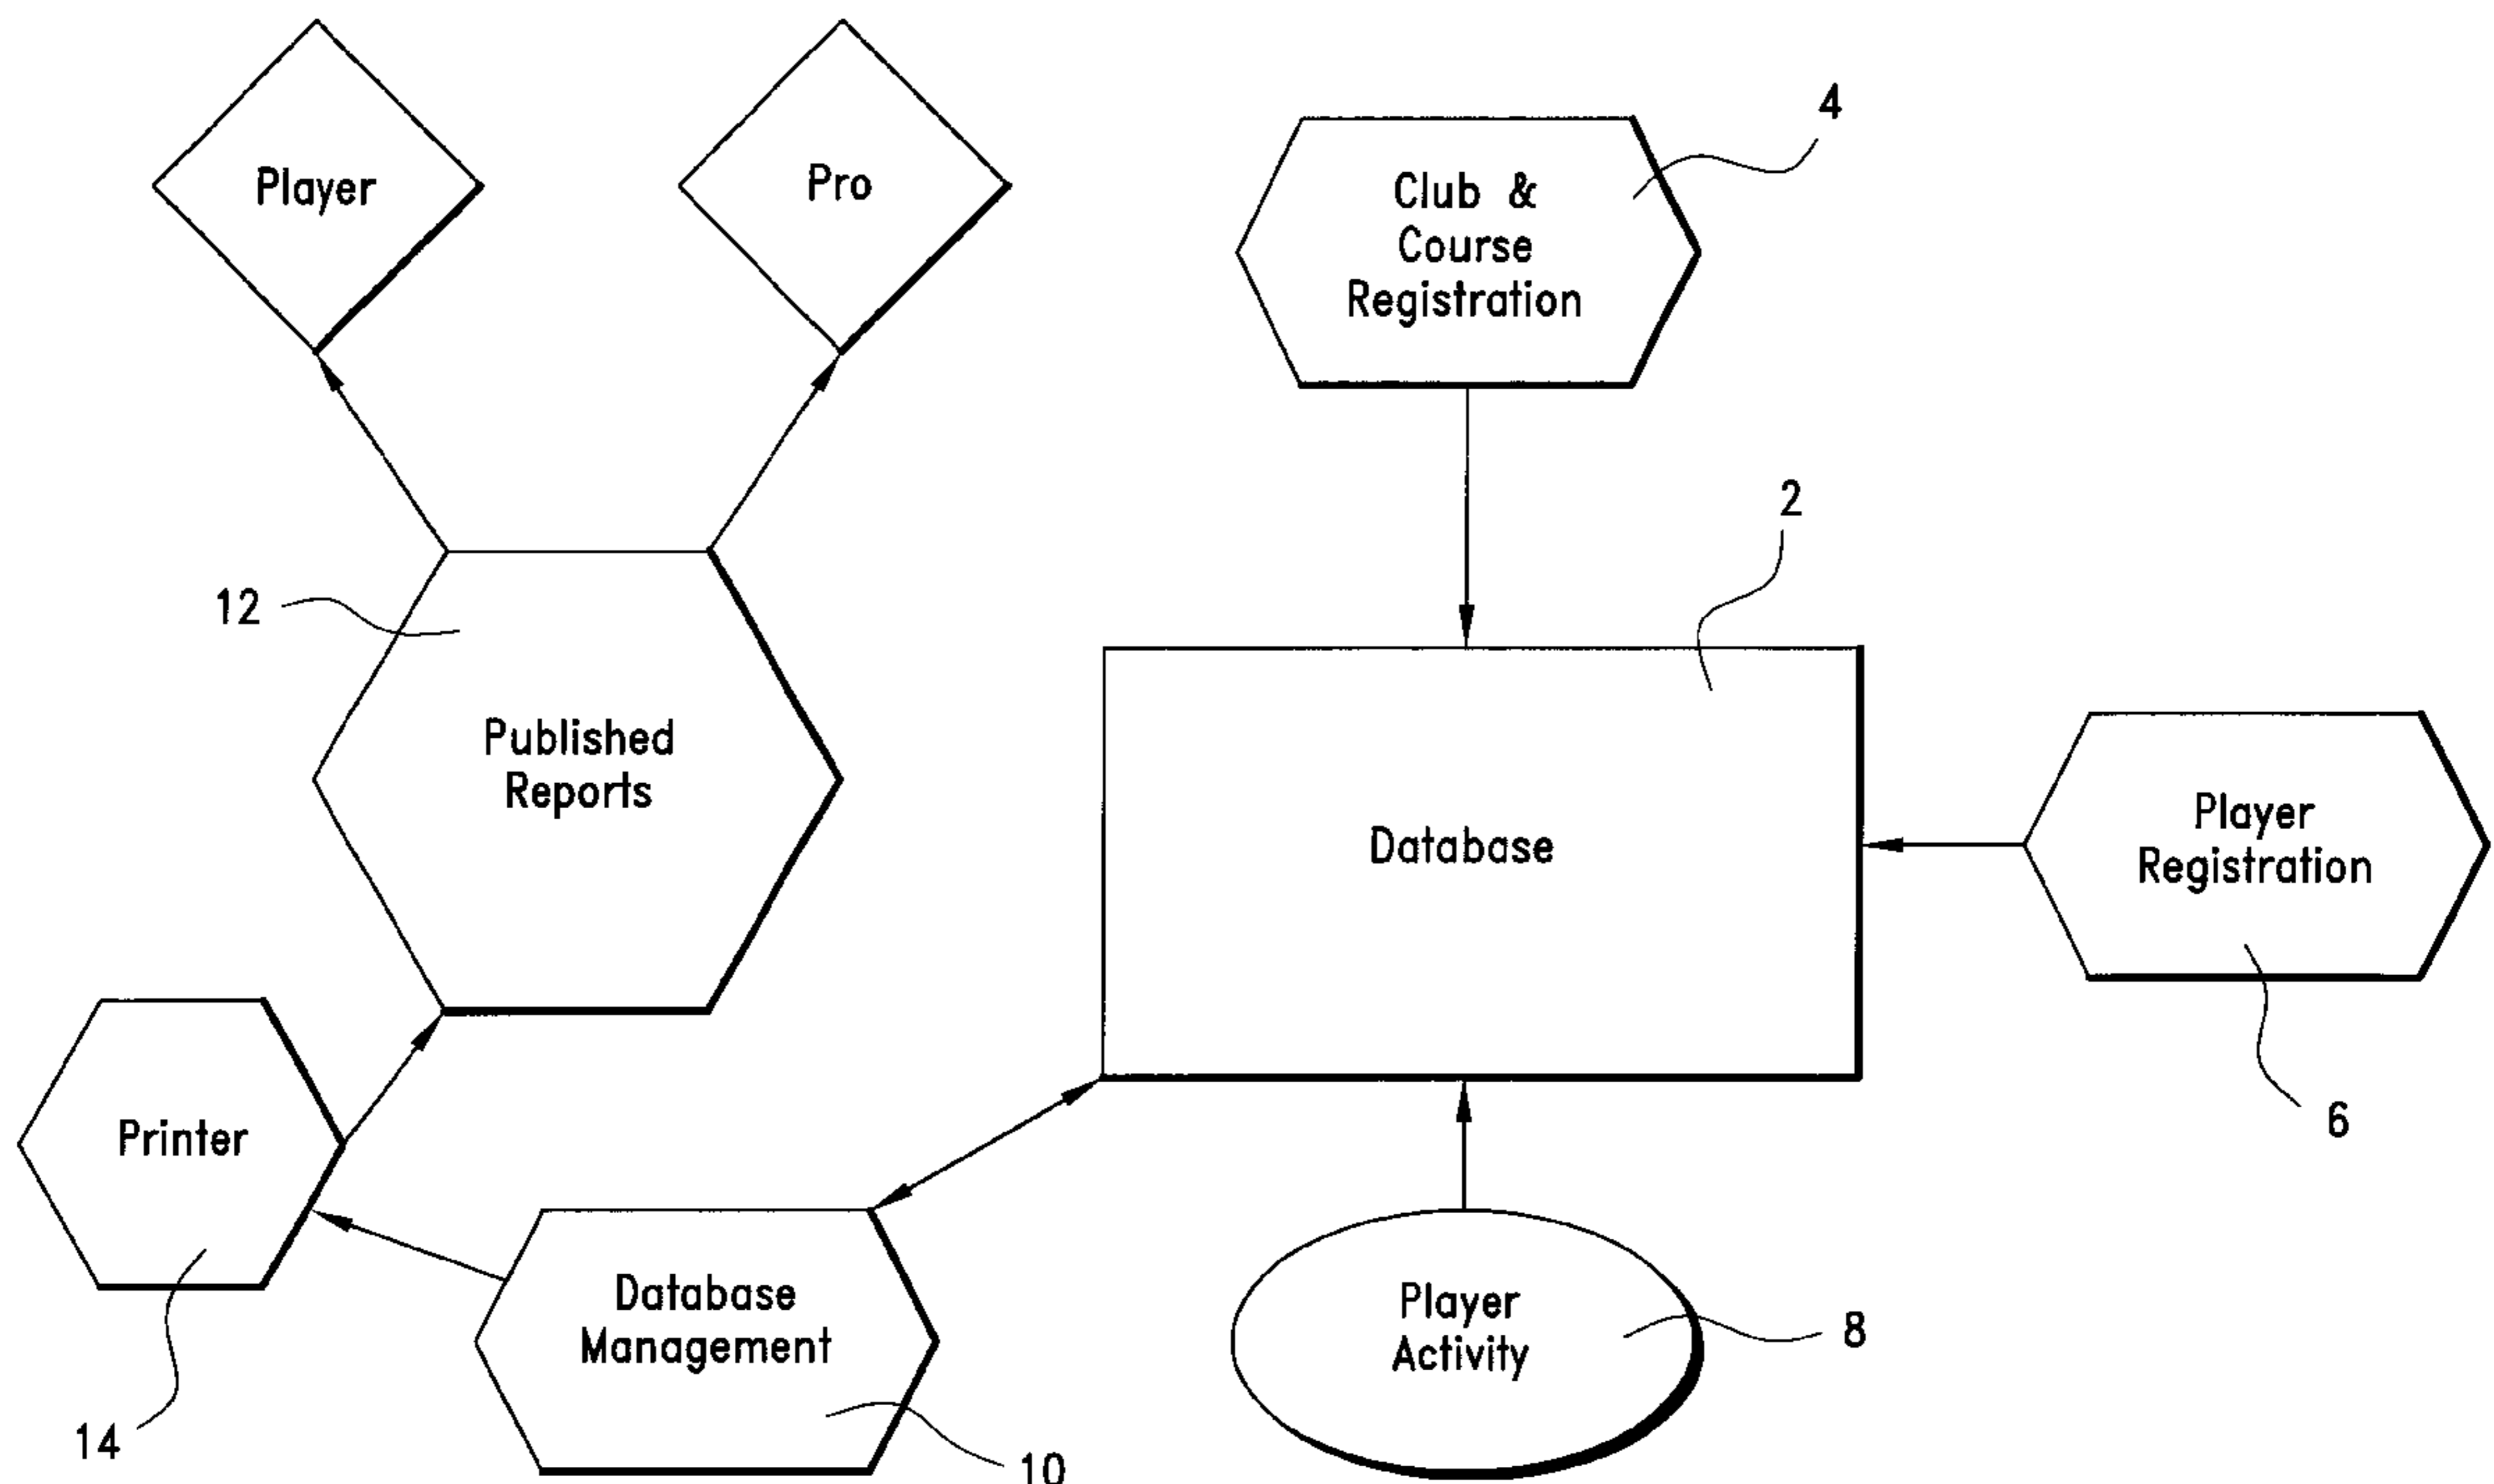 Player
Pro
4
Club &
Course
Registration
2
12
Published
Reports
Database
Player
Registration
6
Printer
14
Database
Management
10
Player
Activity
8